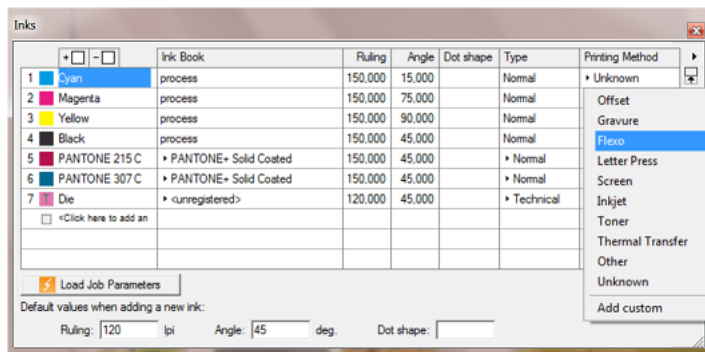 Inks
+ - Ink Book Ruling Angle Dot shape Type Printing Method
1 Cyan process 150,000 15,000 Normal Unknown
2 Magenta process 150,000 75,000 Normal
3 Yellow process 150,000 90,000 Normal
4 Black process 150,000 45,000 Normal
5 PANTONE 215 C PANTONE+ Solid Coated 150,000 45,000 Normal
6 PANTONE 307 C PANTONE+ Solid Coated 150,000 45,000 Normal
7 T Die <unregistered> 120,000 45,000 Technical
<Click here to add an
Offset
Gravure
Flexo
Letter Press
Screen
Inkjet
Toner
Thermal Transfer
Other
Unknown
Add custom
Load Job Parameters
Default values when adding a new ink:
Ruling: 120 lpi Angle: 45 deg. Dot shape: